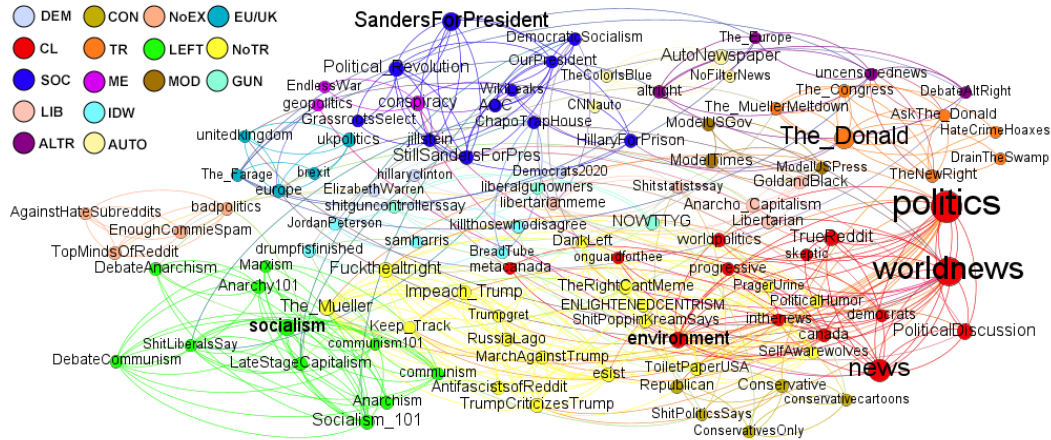 DEM
CON
NoEX
EU/UK
CL
TR
LEFT
NoTR
SOC
ME
MOD
GUN
LIB
IDW
ALTR
AUTO
SandersForPresident
DemocraticSocialism
The_Europe
OurPresident
AutoNewspaper
Political_Revolution
TheColorIsBlue
NoFilterNews
uncensorednews
EndlessWar
WikiLeaks
altright
The_Congress
DebateAltRight
geopolitics
conspiracy
AOC
CNNauto
The_MuellerMeltdown
GrassrootsSelect
ChapoTrapHouse
ModelUSGov
AskThe_Donald
unitedkingdom
ukpolitics
jillstein
HillaryForPrison
The_Donald
HateCrimeHoaxes
StillSandersForPres
ModelTimes
DrainTheSwamp
The_Farage
brexit
hillaryclinton
Democrats2020
ModelUSPress
TheNewRight
europe
ElizabethWarren
liberalgunowners
Shitstatistssay
GoldandBlack
shitguncontrollerssay
libertarianmeme
Anarcho_Capitalism
politics
AgainstHateSubreddits
badpolitics
JordanPeterson
killthosewhodisagree
NOWTTYG
Libertarian
EnoughCommieSpam
samharris
DankLeft
worldpolitics
TrueReddit
TopMindsOfReddit
drumpfisfinished
BreadTube
onguardforthee
skeptic
DebateAnarchism
Marxism
Fuckthealtright
metacanada
progressive
worldnews
Anarchy101
Impeach_Trump
TheRightCantMeme
PragerUrine
The_Mueller
ENLIGHTENEDCENTRISM
PoliticalHumor
Trumpgret
ShitPoppinKreamSays
inthenews
democrats
socialism
Keep_Track
RussiaLago
environment
canada
PoliticalDiscussion
ShitLiberalsSay
communism101
MarchAgainstTrump
SelfAwarewolves
DebateCommunism
LateStageCapitalism
communism
esist
ToiletPaperUSA
news
AntifascistsofReddit
Republican
Conservative
Anarchism
TrumpCriticizesTrump
conservativecartoons
Socialism_101
ShitPoliticsSays
ConservativesOnly